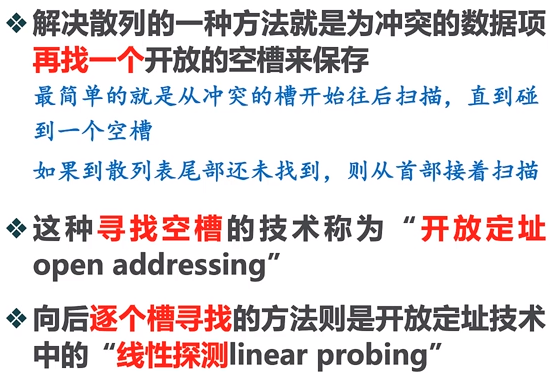 解决散列的一种方法就是为冲突的数据项
再找一个开放的空槽来保存
最简单的就是从冲突的槽开始往后扫描，直到碰
到一个空槽
如果到散列表尾部还未找到，则从首部接着扫描
这种寻找空槽的技术称为“开放定址
open addressing”
向后逐个槽寻找的方法则是开放定址技术
中的“线性探测linear probing”